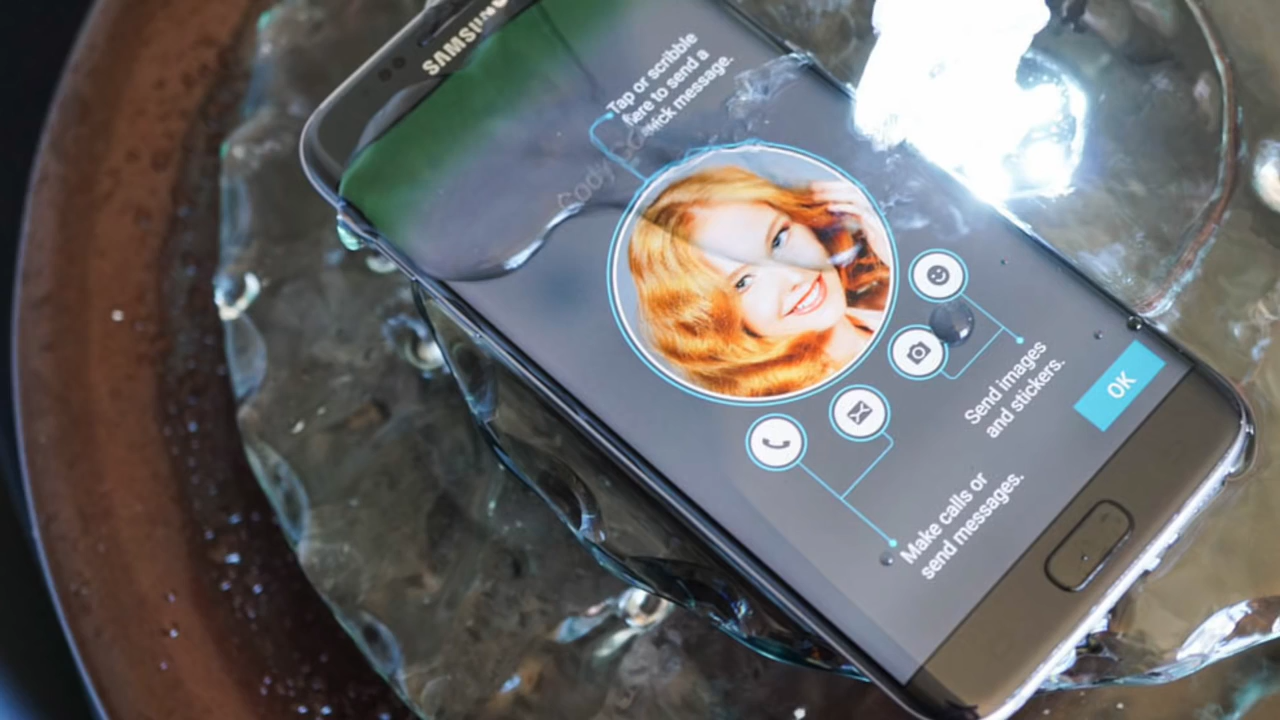 SAMSUNG
Tap or scribble
here to send a
quick message.
Cody
Send images
and stickers.
OK
Make calls or
send messages.